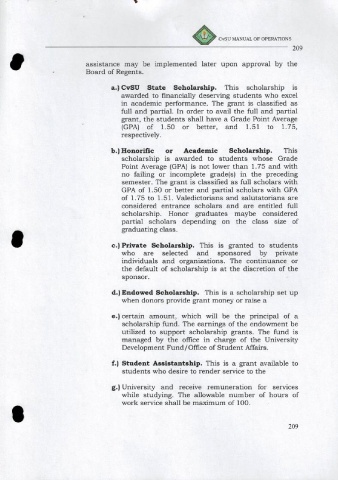 CvSU MANUAL OF OPERATIONS
209
assistance may be implemented later upon approval by the
Board of Regents.
a.) CvSU State Scholarship. This scholarship is
awarded to financially deserving students who excel
in academic performance. The grant is classified as
full and partial. In order to avail the full and partial
grant, the students shall have a Grade Point Average
(GPA) of 1.50 or better, and 1.51 to 1.75,
respectively.
b.) Honorific or Academic Scholarship. This
scholarship is awarded to students whose Grade
Point Average (GPA) is not lower than 1.75 and with
no failing or incomplete grade(s) in the preceding
semester. The grant is classified as full scholars with
GPA of 1.50 or better and partial scholars with GPA
of 1.75 to 1.51. Valedictorians and salutatorians are
considered entrance scholars and are entitled full
scholarship. Honor graduates maybe considered
partial scholars depending on the class size of
graduating class.
c.) Private Scholarship. This is granted to students
who are selected and sponsored by private
individuals and organizations. The continuance or
the default of scholarship is at the discretion of the
sponsor.
d.) Endowed Scholarship. This is a scholarship set up
when donors provide grant money or raise a
e.) certain amount, which will be the principal of a
scholarship fund. The earnings of the endowment be
utilized to support scholarship grants. The fund is
managed by the office in charge of the University
Development Fund/Office of Student Affairs.
f.) Student Assistantship. This is a grant available to
students who desire to render service to the
g.) University and receive remuneration for services
while studying. The allowable number of hours of
work service shall be maximum of 100.
209